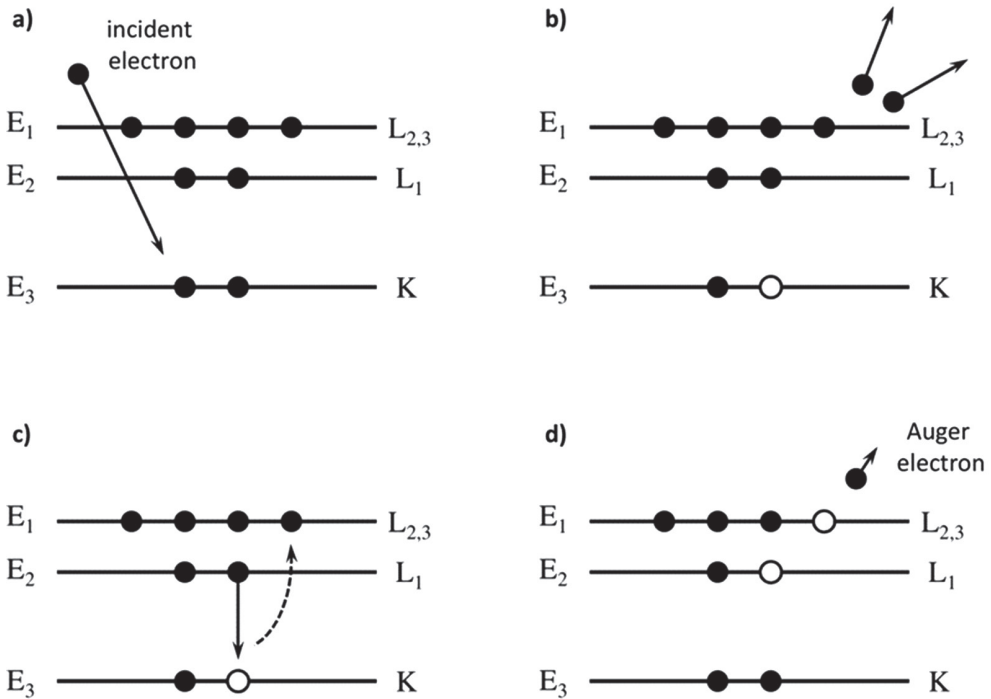 a)
incident
electron
E₁ L₂,₃
E₂ L₁
E₃ K
b)
E₁ L₂,₃
E₂ L₁
E₃ K
c)
E₁ L₂,₃
E₂ L₁
E₃ K
d)
Auger
electron
E₁ L₂,₃
E₂ L₁
E₃ K